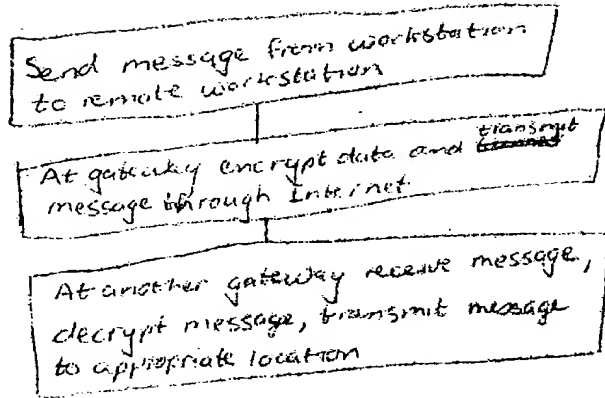 Send message from workstation
to remote workstation
At gateway encrypt data and transmit
message through Internet.
At another gateway receive message,
decrypt message, transmit message
to appropriate location